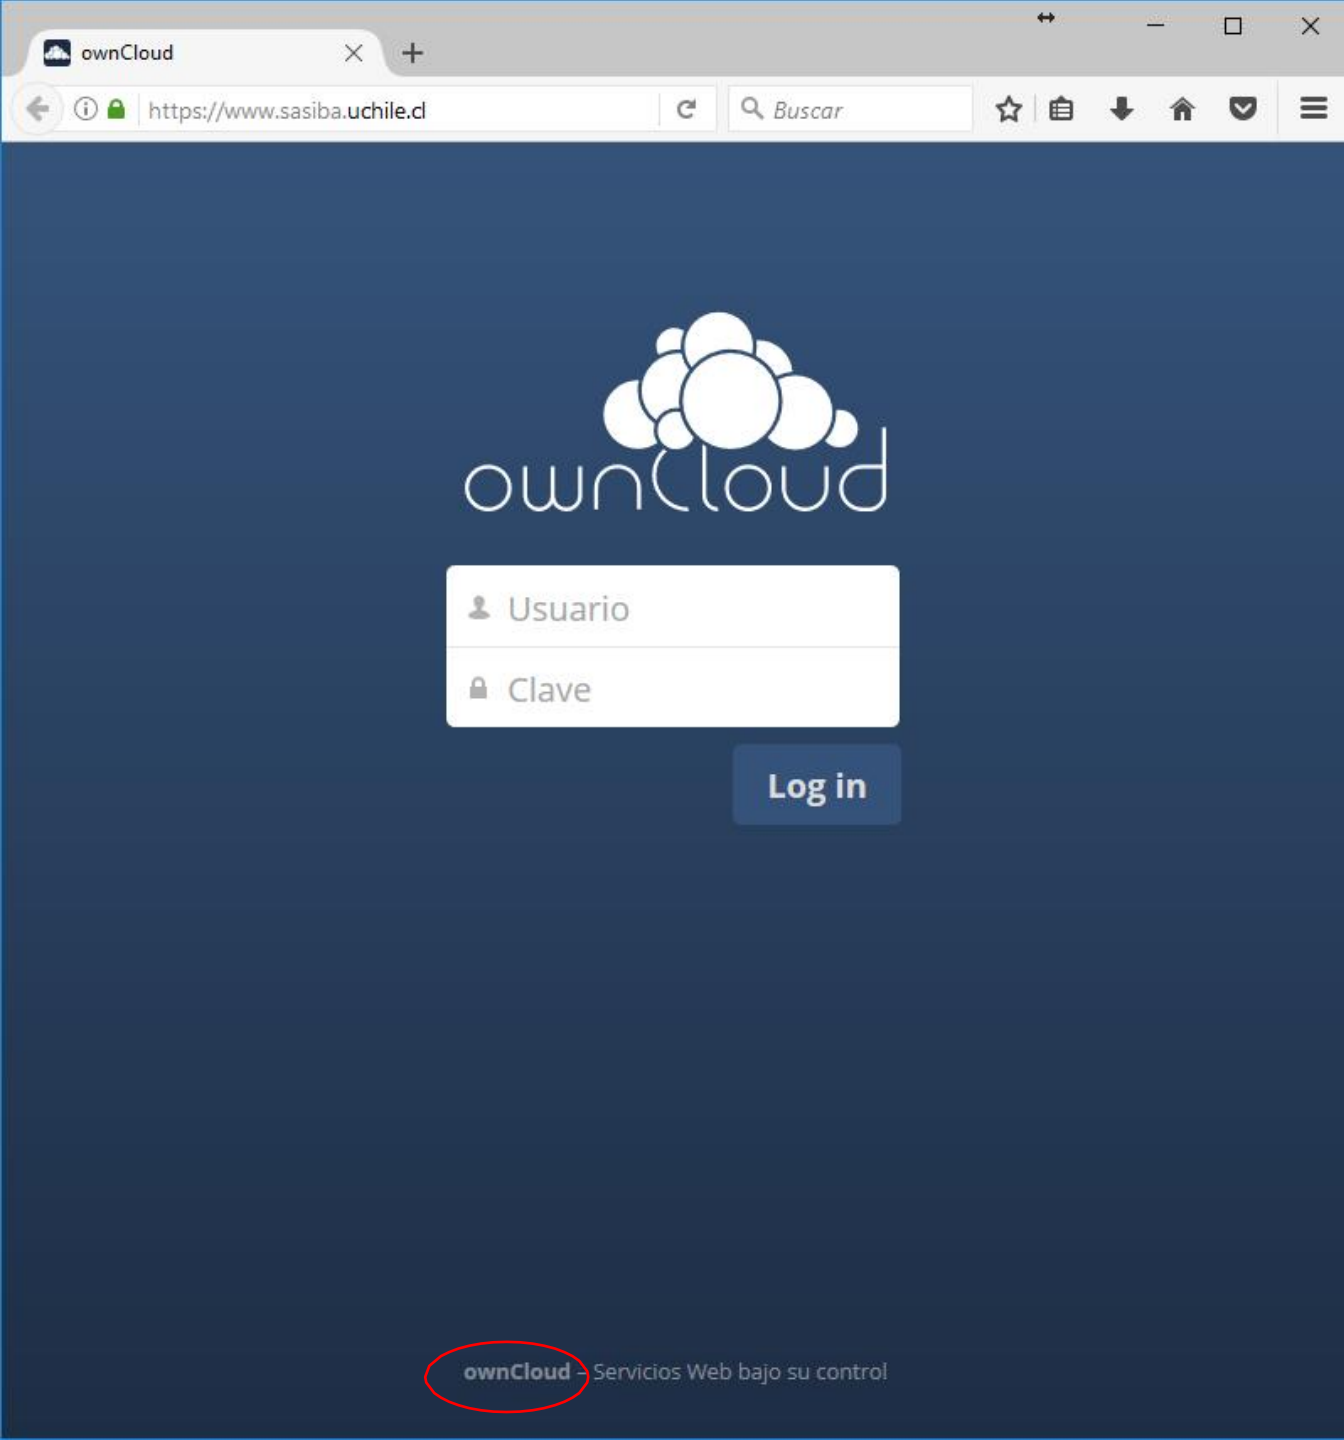 ownCloud
https://www.sasiba.uchile.cl
Buscar
ownCloud
Usuario
Clave
Log in
ownCloud – Servicios Web bajo su control